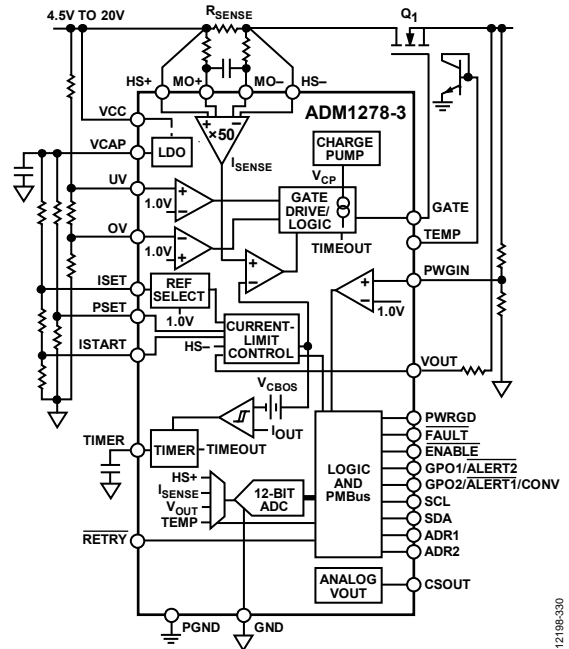 4.5V TO 20V
RSENSE
Q1
HS+
MO+
MO–
HS–
ADM1278-3
VCC
VCAP
LDO
×50
+
–
ISENSE
CHARGE
PUMP
VCP
UV
1.0V
+
–
GATE
DRIVE/
LOGIC
TIMEOUT
GATE
TEMP
OV
1.0V
–
+
ISET
REF
SELECT
1.0V
+
–
PWGIN
+
–
1.0V
PSET
CURRENT-
LIMIT
CONTROL
HS–
ISTART
VOUT
VCBOS
IOUT
TIMER
TIMER
TIMEOUT
HS+
ISENSE
VOUT
TEMP
12-BIT
ADC
LOGIC
AND
PMBus
PWRGD
FAULT
ENABLE
GPO1/ALERT2
GPO2/ALERT1/CONV
SCL
SDA
ADR1
ADR2
RETRY
ANALOG
VOUT
CSOUT
PGND
GND
12198-330